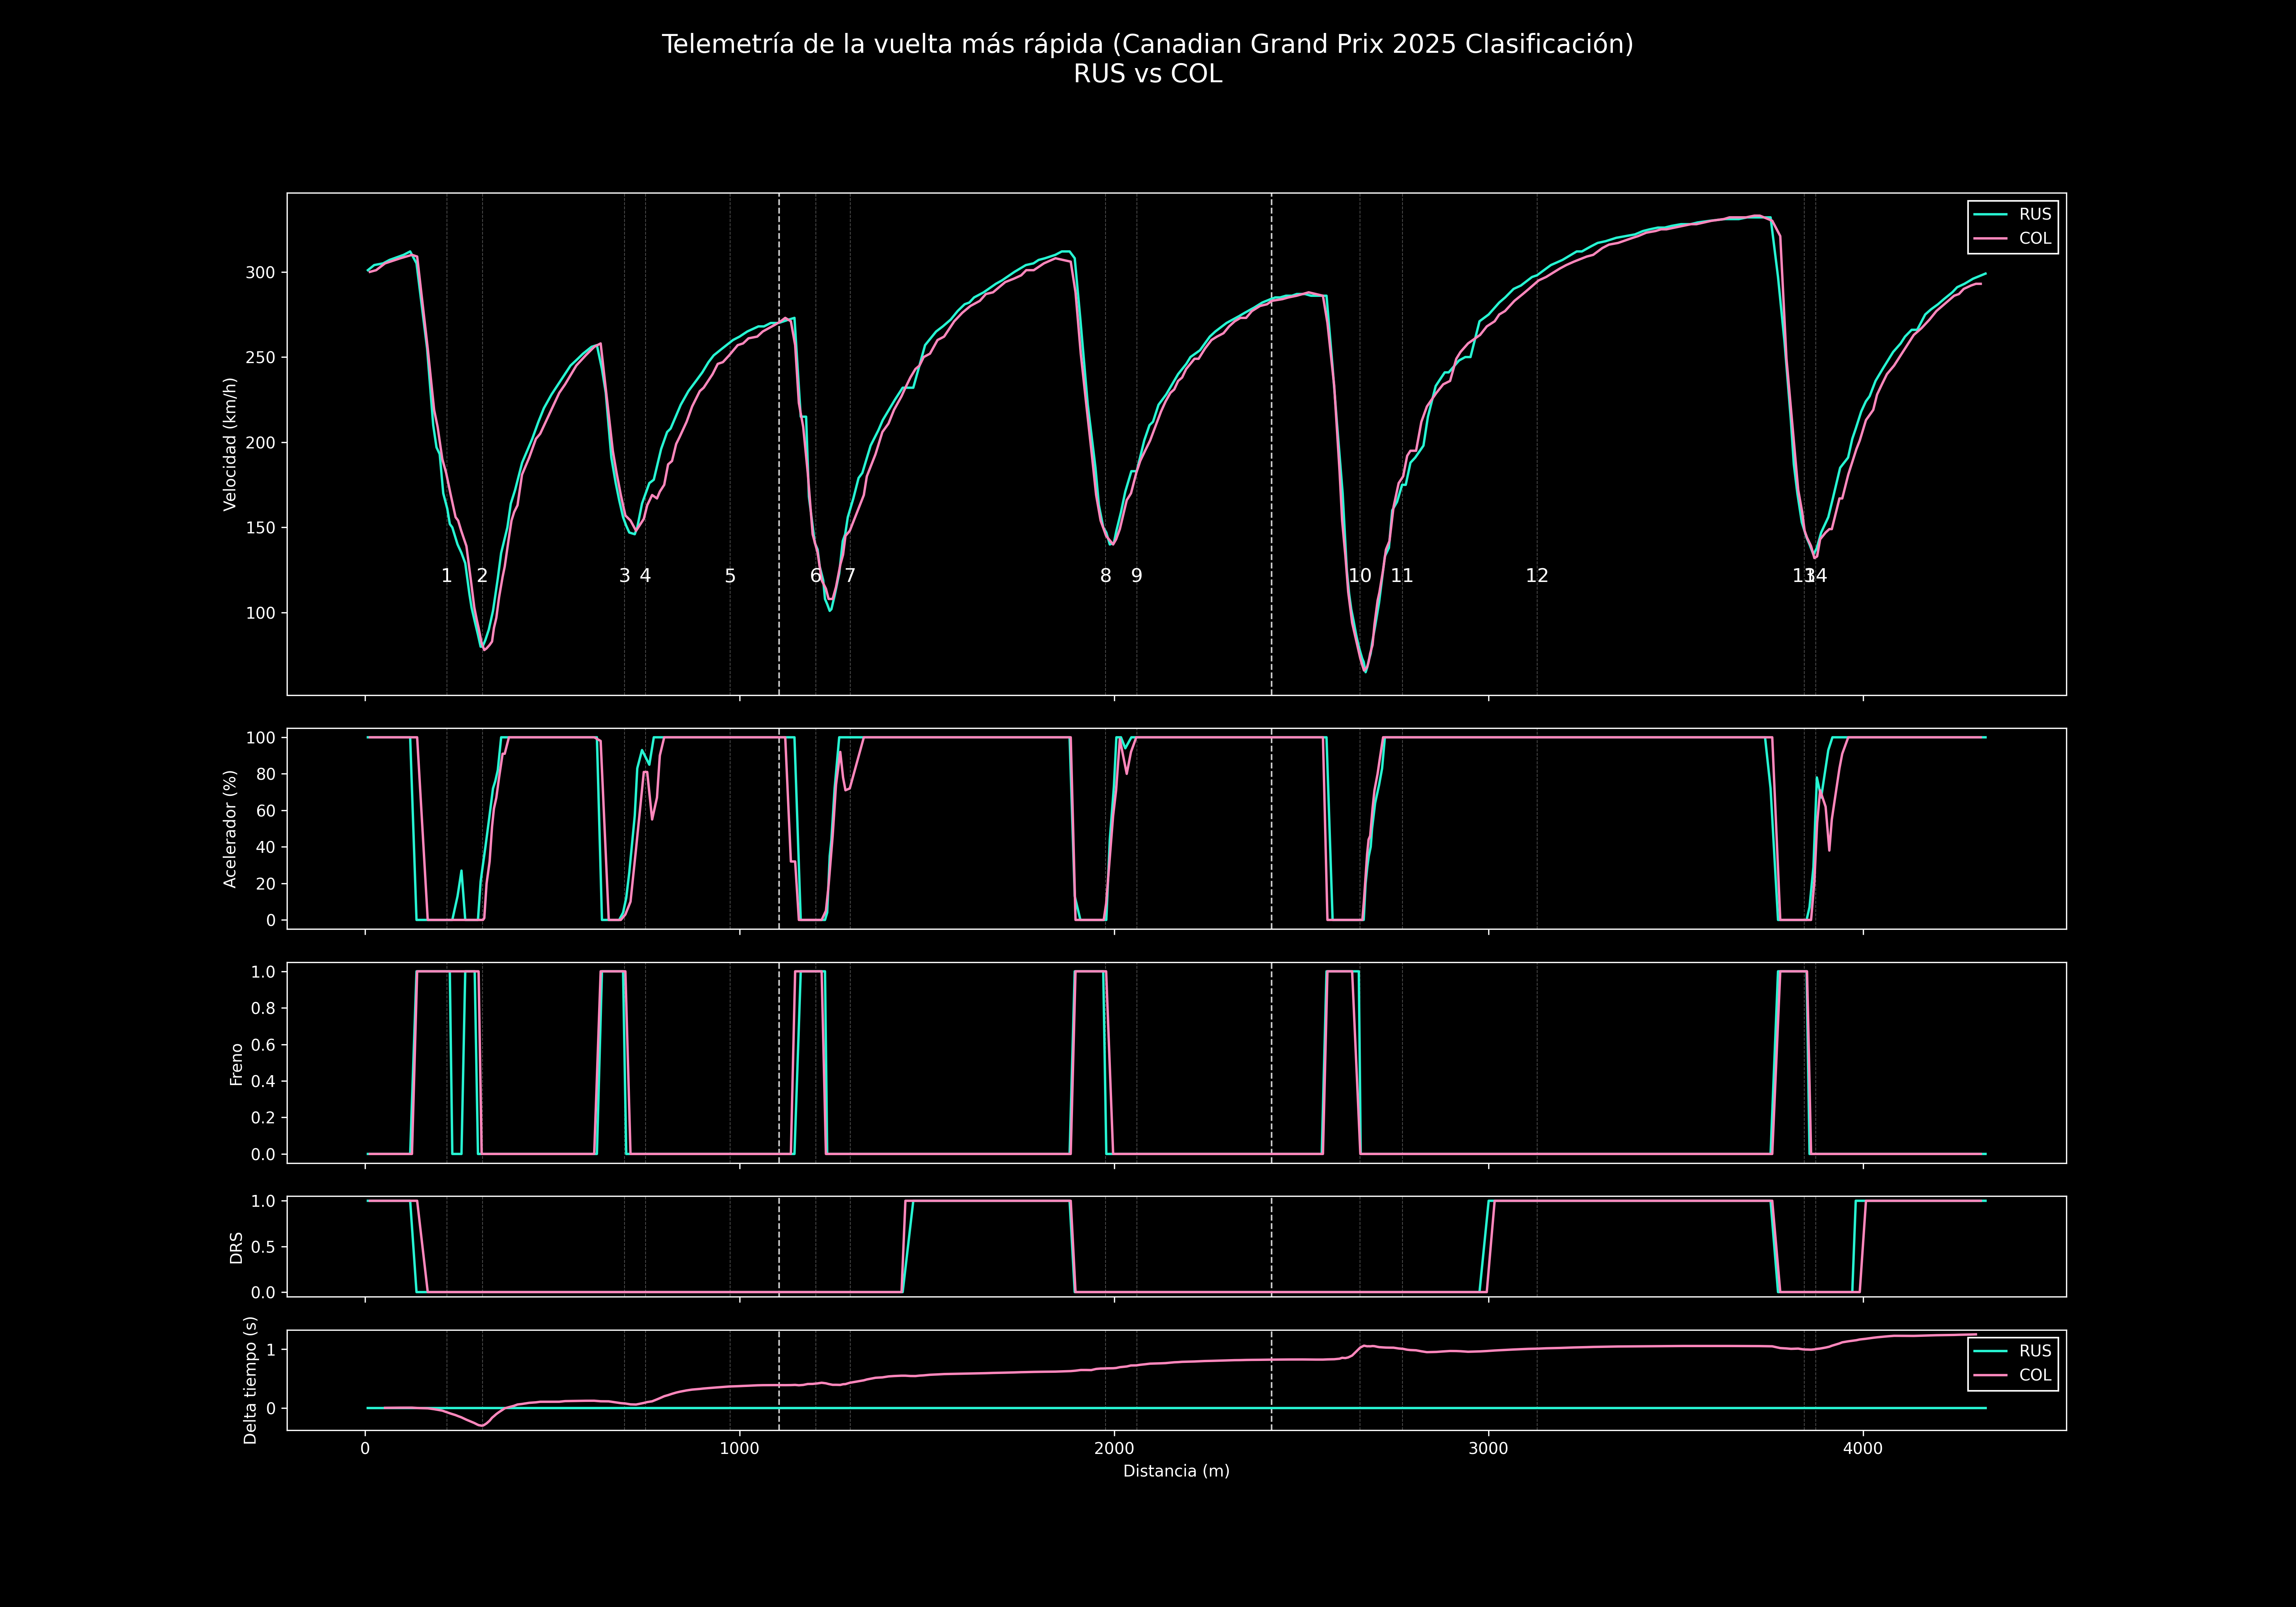 Telemetría de la vuelta más rápida (Canadian Grand Prix 2025 Clasificación)
RUS vs COL
RUS
COL
Velocidad (km/h)
300
250
200
150
100
1 2 3 4 5 6 7 8 9 10 11 12 13 14
Acelerador (%)
100
80
60
40
20
0
Freno
1.0
0.8
0.6
0.4
0.2
0.0
DRS
1.0
0.5
0.0
Delta tiempo (s)
1
0
RUS
COL
0 1000 2000 3000 4000
Distancia (m)